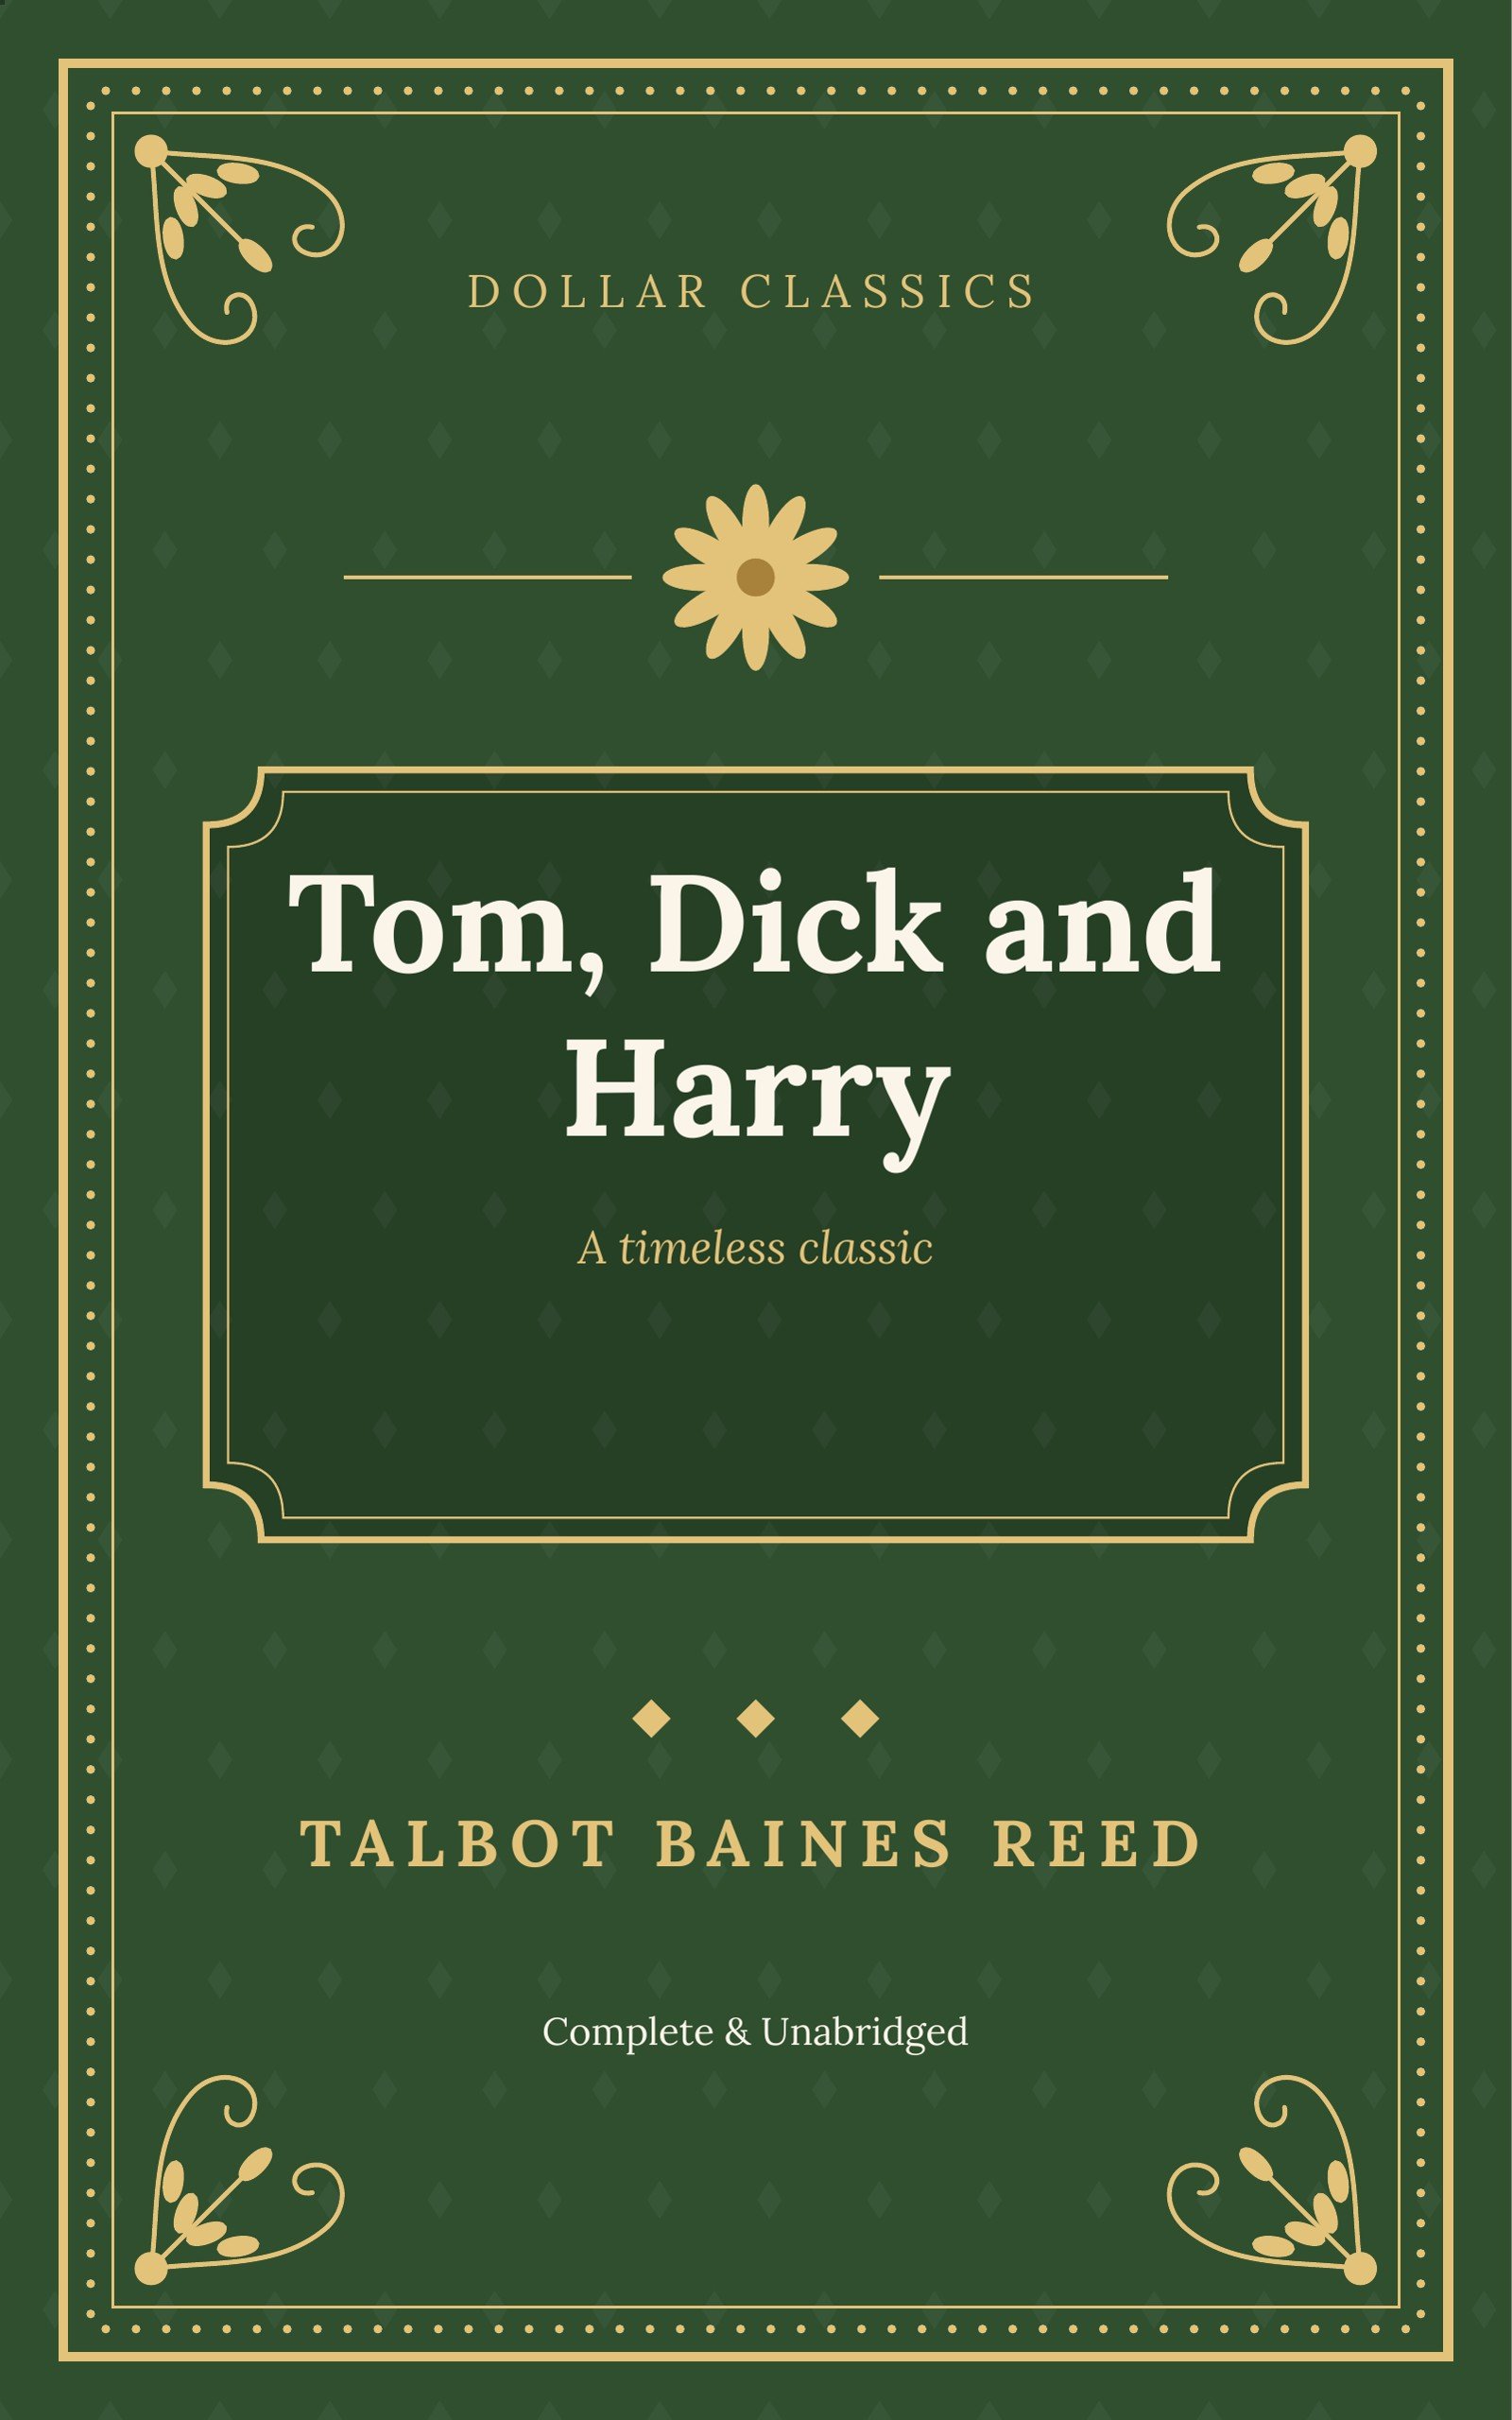 DOLLAR CLASSICS
Tom, Dick and
Harry
A timeless classic
TALBOT BAINES REED
Complete & Unabridged